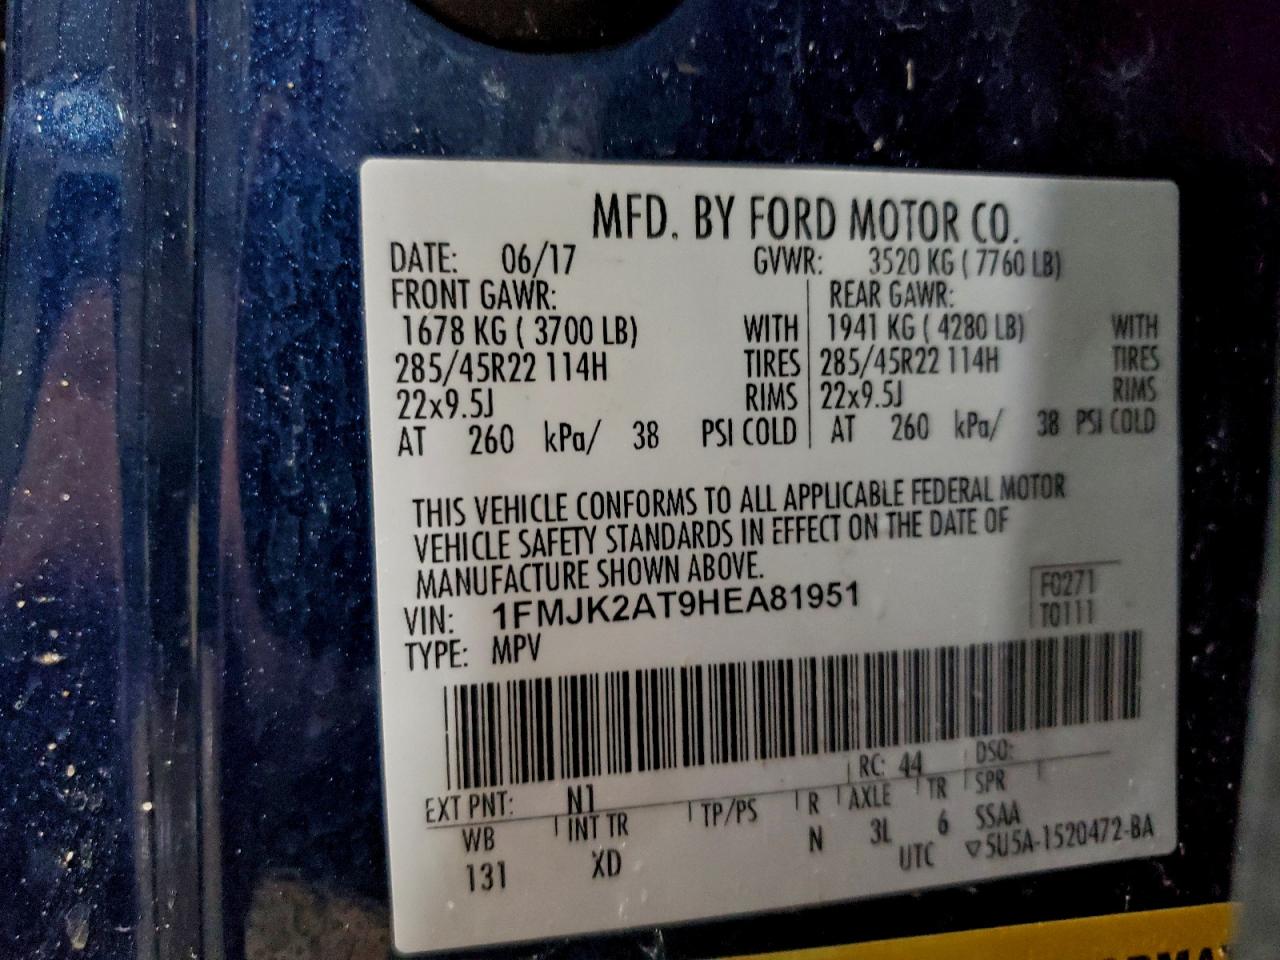 MFD. BY FORD MOTOR CO.
DATE: 06/17 GVWR: 3520 KG ( 7760 LB)
FRONT GAWR: REAR GAWR:
1678 KG ( 3700 LB) WITH 1941 KG ( 4280 LB) WITH
285/45R22 114H TIRES 285/45R22 114H TIRES
22x9.5J RIMS 22x9.5J RIMS
AT 260 kPa/ 38 PSI COLD AT 260 kPa/ 38 PSI COLD
THIS VEHICLE CONFORMS TO ALL APPLICABLE FEDERAL MOTOR
VEHICLE SAFETY STANDARDS IN EFFECT ON THE DATE OF
MANUFACTURE SHOWN ABOVE.
VIN: 1FMJK2AT9HEA81951 F0271
TYPE: MPV T0111
EXT PNT: N1 RC: 44 DSO:
WB INT TR TP/PS R AXLE TR SPR
131 XD N 3L 6 SSAA
UTC ▽5U5A-1520472-BA